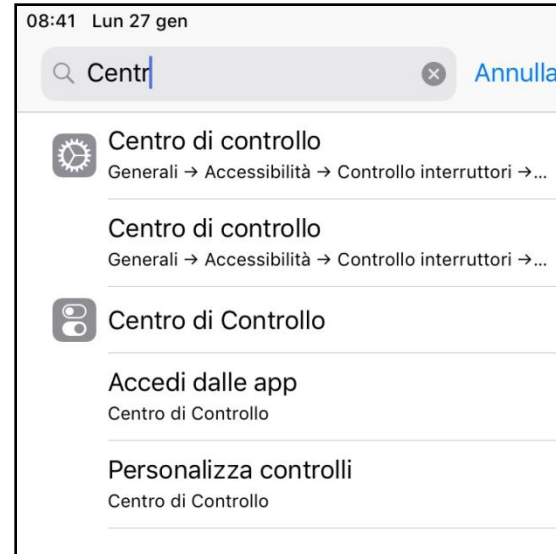 08:41 Lun 27 gen
Centr
Annulla
Centro di controllo
Generali → Accessibilità → Controllo interruttori →...
Centro di controllo
Generali → Accessibilità → Controllo interruttori →...
Centro di Controllo
Accedi dalle app
Centro di Controllo
Personalizza controlli
Centro di Controllo